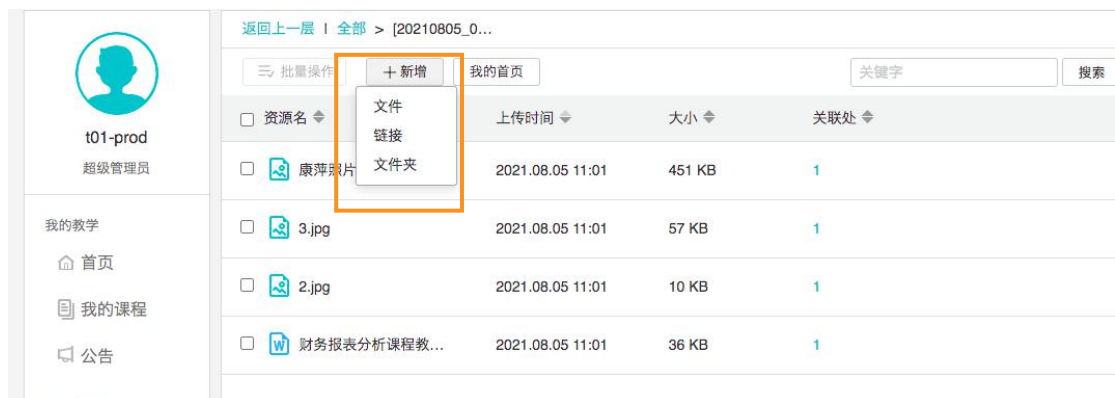 返回上一层 | 全部 > [20210805_0...
批量操作 新增 我的首页 关键字 搜索
t01-prod
超级管理员
我的教学
首页
我的课程
公告
资源名 上传时间 大小 关联处
文件
链接
文件夹
康萍照片 2021.08.05 11:01 451 KB 1
3.jpg 2021.08.05 11:01 57 KB 1
2.jpg 2021.08.05 11:01 10 KB 1
W 财务报表分析课程教... 2021.08.05 11:01 36 KB 1